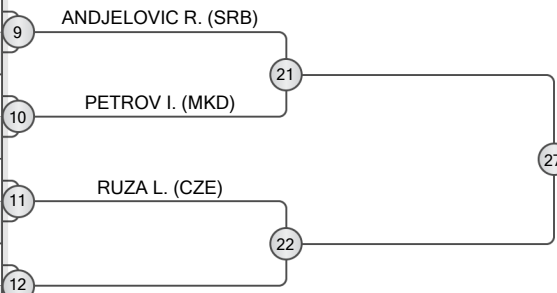 ANDJELOVIC R. (SRB)
9
21
PETROV I. (MKD)
10
27
RUZA L. (CZE)
11
22
12